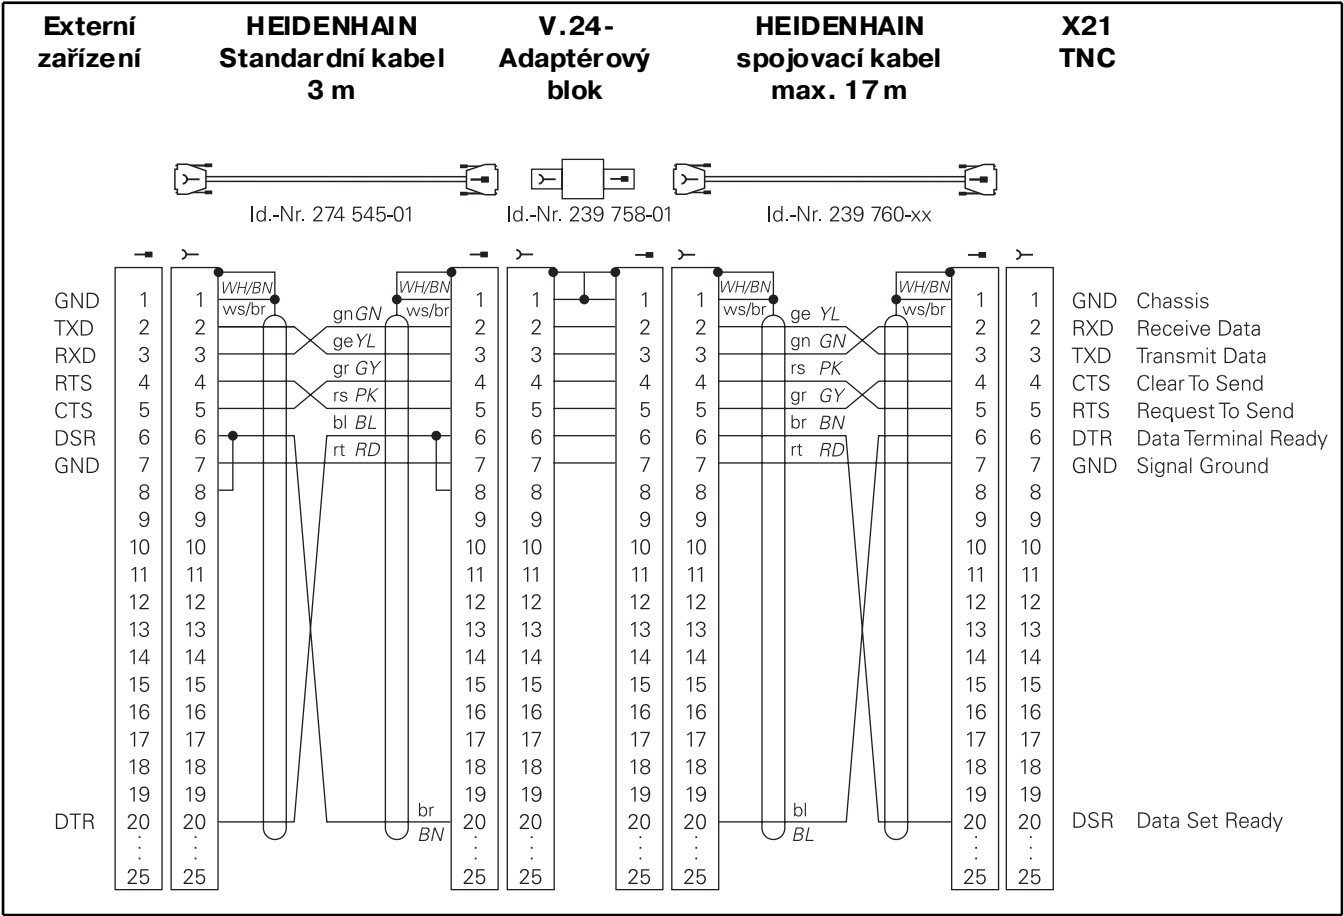 Externí zařízení
HEIDENHAIN Standardní kabel 3 m
V.24- Adaptérový blok
HEIDENHAIN spojovací kabel max. 17 m
X21 TNC
Id.-Nr. 274 545-01
Id.-Nr. 239 758-01
Id.-Nr. 239 760-xx
WH/BN WH/BN WH/BN WH/BN
GND 1 1 ws/br ws/br 1 1 1 1 ws/br ws/br 1 1 GND Chassis
TXD 2 2 gn GN 2 2 2 2 ge YL 2 2 RXD Receive Data
RXD 3 3 ge YL 3 3 3 3 gn GN 3 3 TXD Transmit Data
RTS 4 4 gr GY 4 4 4 4 rs PK 4 4 CTS Clear To Send
CTS 5 5 rs PK 5 5 5 5 gr GY 5 5 RTS Request To Send
DSR 6 6 bl BL 6 6 6 6 br BN 6 6 DTR Data Terminal Ready
GND 7 7 rt RD 7 7 7 7 rt RD 7 7 GND Signal Ground
8 8 8 8 8 8 8 8
9 9 9 9 9 9 9 9
10 10 10 10 10 10 10 10
11 11 11 11 11 11 11 11
12 12 12 12 12 12 12 12
13 13 13 13 13 13 13 13
14 14 14 14 14 14 14 14
15 15 15 15 15 15 15 15
16 16 16 16 16 16 16 16
17 17 17 17 17 17 17 17
18 18 18 18 18 18 18 18
19 19 19 19 19 19 19 19
DTR 20 20 br BN 20 20 20 20 bl BL 20 20 DSR Data Set Ready
25 25 25 25 25 25 25 25